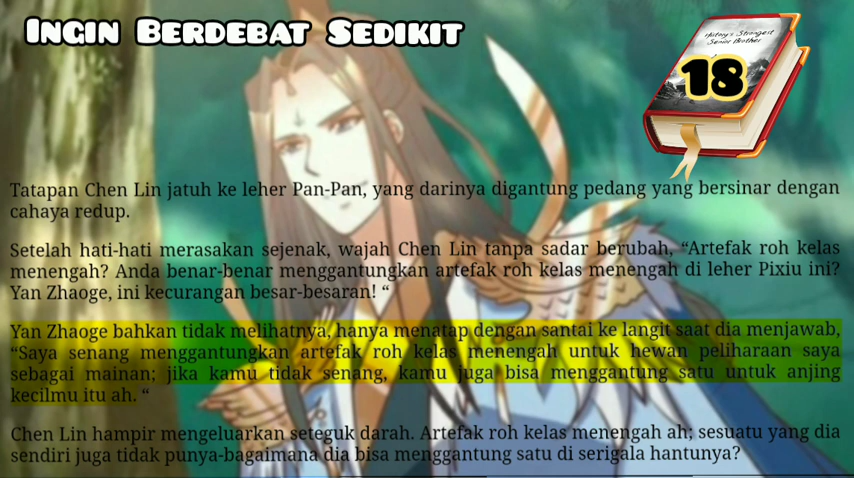 Ingin Berdebat Sedikit
History's Strongest
Senior Brother
18
Tatapan Chen Lin jatuh ke leher Pan-Pan, yang darinya digantung pedang yang bersinar dengan
cahaya redup.
Setelah hati-hati merasakan sejenak, wajah Chen Lin tanpa sadar berubah, “Artefak roh kelas
menengah? Anda benar-benar menggantungkan artefak roh kelas menengah di leher Pixiu ini?
Yan Zhaoge, ini kecurangan besar-besaran! “
Yan Zhaoge bahkan tidak melihatnya, hanya menatap dengan santai ke langit saat dia menjawab,
“Saya senang menggantungkan artefak roh kelas menengah untuk hewan peliharaan saya
sebagai mainan; jika kamu tidak senang, kamu juga bisa menggantung satu untuk anjing
kecilmu itu ah. “
Chen Lin hampir mengeluarkan seteguk darah. Artefak roh kelas menengah ah; sesuatu yang dia
sendiri juga tidak punya-bagaimana dia bisa menggantung satu di serigala hantunya?